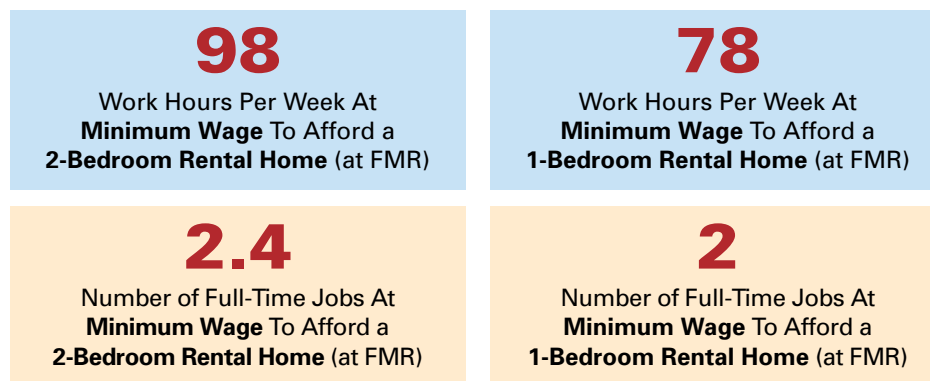 98
Work Hours Per Week At
Minimum Wage To Afford a
2-Bedroom Rental Home (at FMR)
78
Work Hours Per Week At
Minimum Wage To Afford a
1-Bedroom Rental Home (at FMR)
2.4
Number of Full-Time Jobs At
Minimum Wage To Afford a
2-Bedroom Rental Home (at FMR)
2
Number of Full-Time Jobs At
Minimum Wage To Afford a
1-Bedroom Rental Home (at FMR)